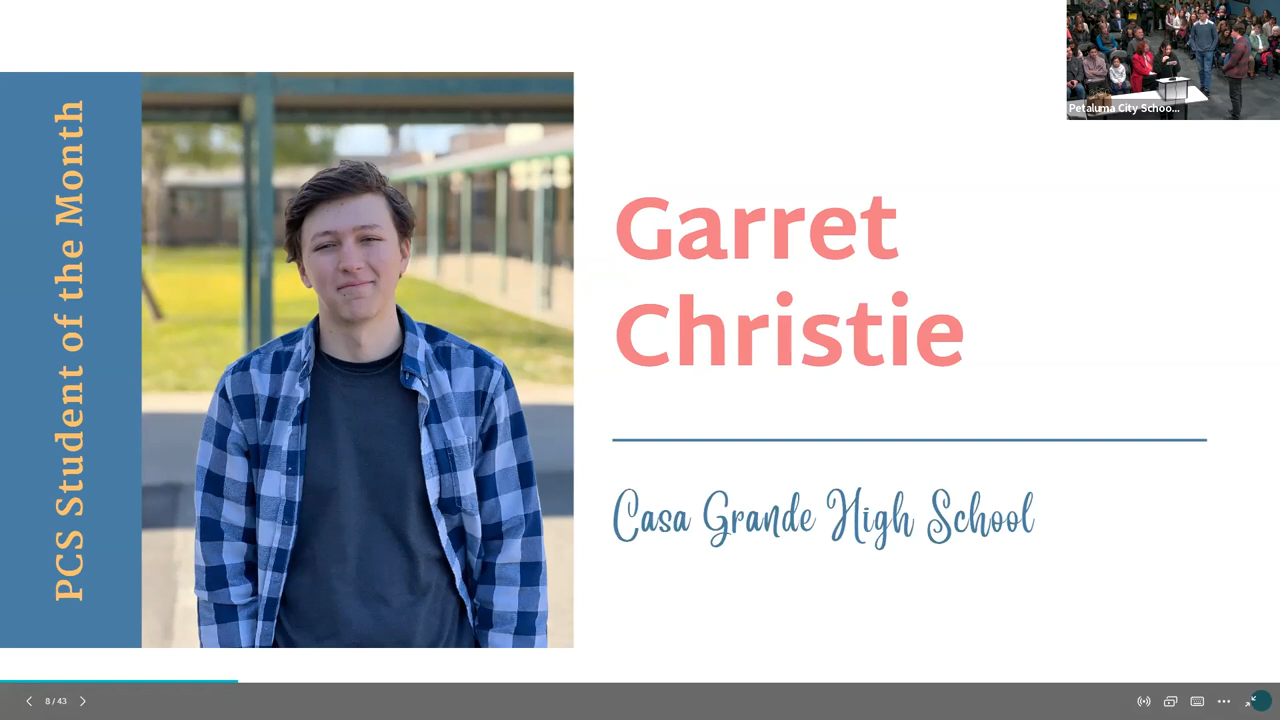 PCS Student of the Month
Garret
Christie
Casa Grande High School
Petaluma City Schoo...
8 / 43